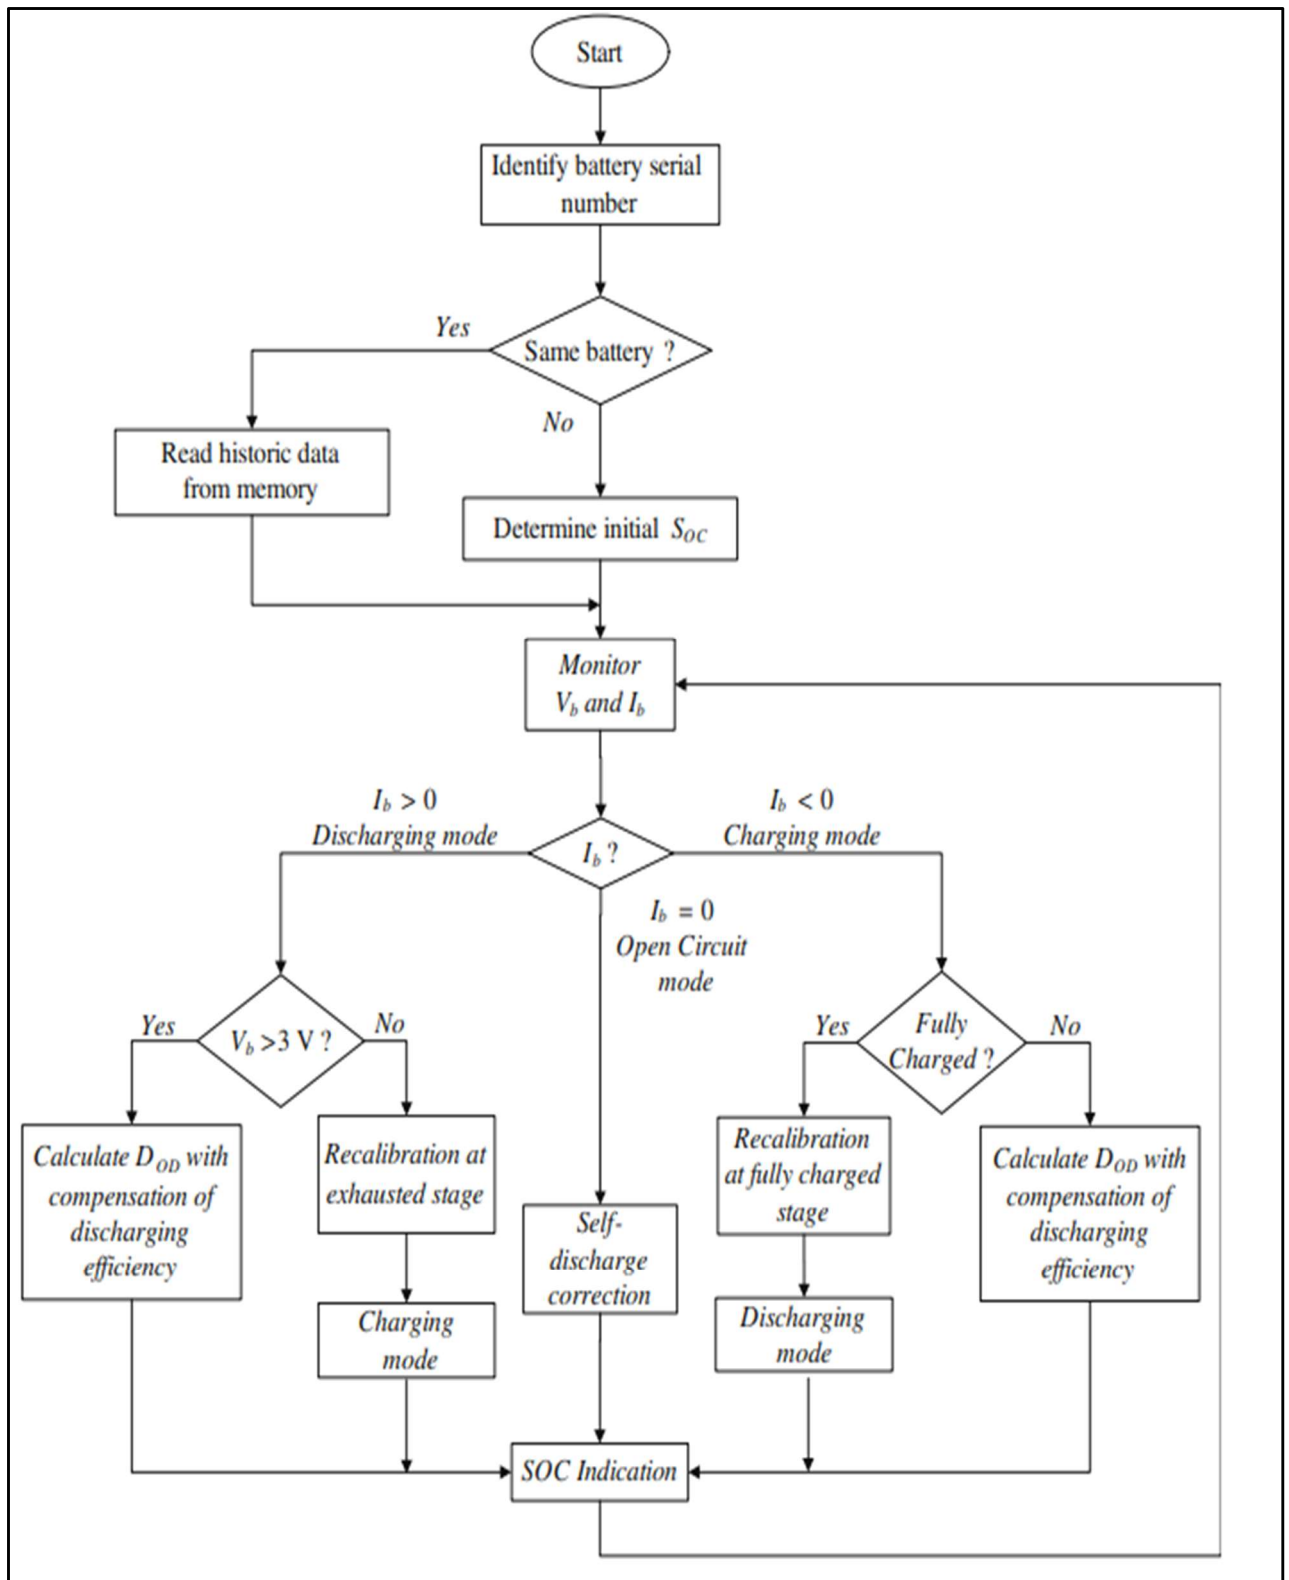 Start
Identify battery serial
number
Same battery ?
Yes
No
Read historic data
from memory
Determine initial S_OC
Monitor
V_b and I_b
I_b > 0
Discharging mode
I_b ?
I_b < 0
Charging mode
I_b = 0
Open Circuit
mode
V_b >3 V ?
Yes
No
Fully
Charged ?
Yes
No
Calculate D_OD with
compensation of
discharging
efficiency
Recalibration at
exhausted stage
Charging
mode
Self-
discharge
correction
Recalibration
at fully charged
stage
Discharging
mode
Calculate D_OD with
compensation of
discharging
efficiency
SOC Indication